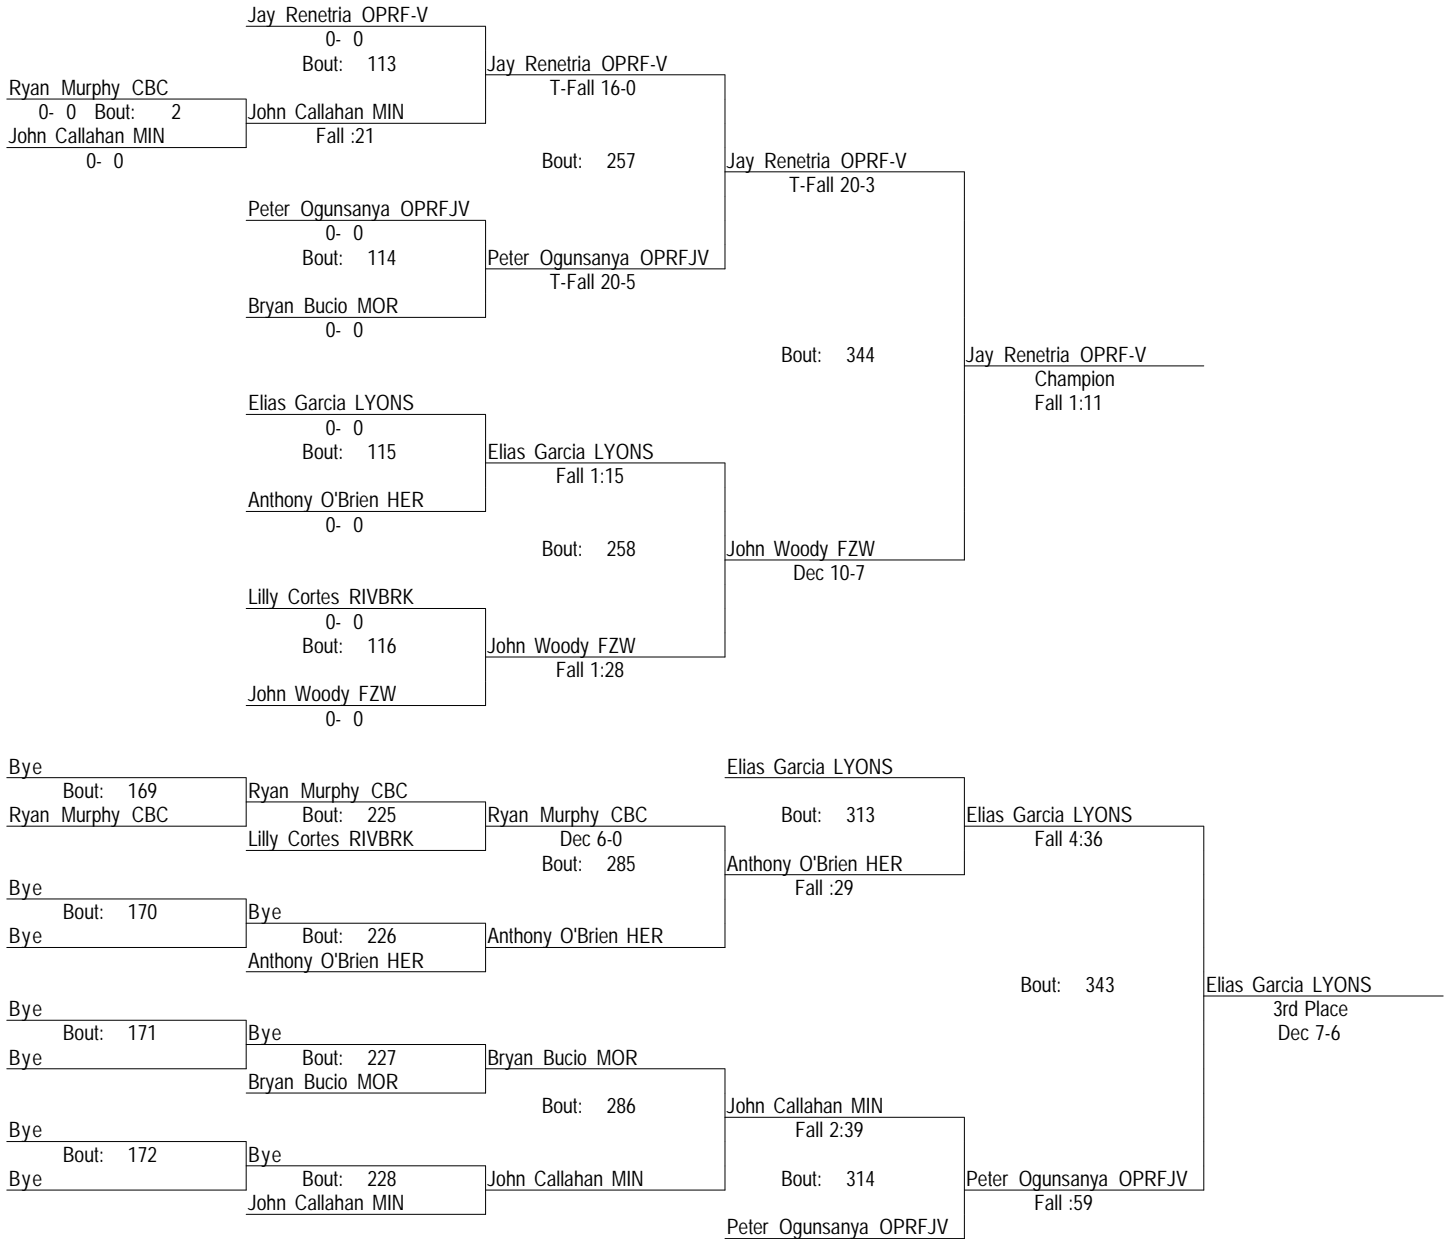 Jay Renetria OPRF-V
0- 0
Bout: 113
Jay Renetria OPRF-V
T-Fall 16-0
Ryan Murphy CBC
0- 0 Bout: 2
John Callahan MIN
Fall :21
John Callahan MIN
0- 0
Bout: 257
Jay Renetria OPRF-V
T-Fall 20-3
Peter Ogunsanya OPRFJV
0- 0
Bout: 114
Peter Ogunsanya OPRFJV
T-Fall 20-5
Bryan Bucio MOR
0- 0
Bout: 344
Jay Renetria OPRF-V
Champion
Fall 1:11
Elias Garcia LYONS
0- 0
Bout: 115
Elias Garcia LYONS
Fall 1:15
Anthony O'Brien HER
0- 0
Bout: 258
John Woody FZW
Dec 10-7
Lilly Cortes RIVBRK
0- 0
Bout: 116
John Woody FZW
Fall 1:28
John Woody FZW
0- 0
Bye
Bout: 169
Ryan Murphy CBC
Ryan Murphy CBC
Bout: 225
Lilly Cortes RIVBRK
Ryan Murphy CBC
Dec 6-0
Bout: 285
Elias Garcia LYONS
Bout: 313
Anthony O'Brien HER
Fall :29
Elias Garcia LYONS
Fall 4:36
Bye
Bout: 170
Bye
Bye
Bout: 226
Anthony O'Brien HER
Anthony O'Brien HER
Bout: 343
Elias Garcia LYONS
3rd Place
Dec 7-6
Bye
Bout: 171
Bye
Bye
Bout: 227
Bryan Bucio MOR
Bryan Bucio MOR
Bout: 286
John Callahan MIN
Fall 2:39
Bye
Bout: 172
Bye
Bye
Bout: 228
John Callahan MIN
John Callahan MIN
Bout: 314
Peter Ogunsanya OPRFJV
Fall :59
Peter Ogunsanya OPRFJV